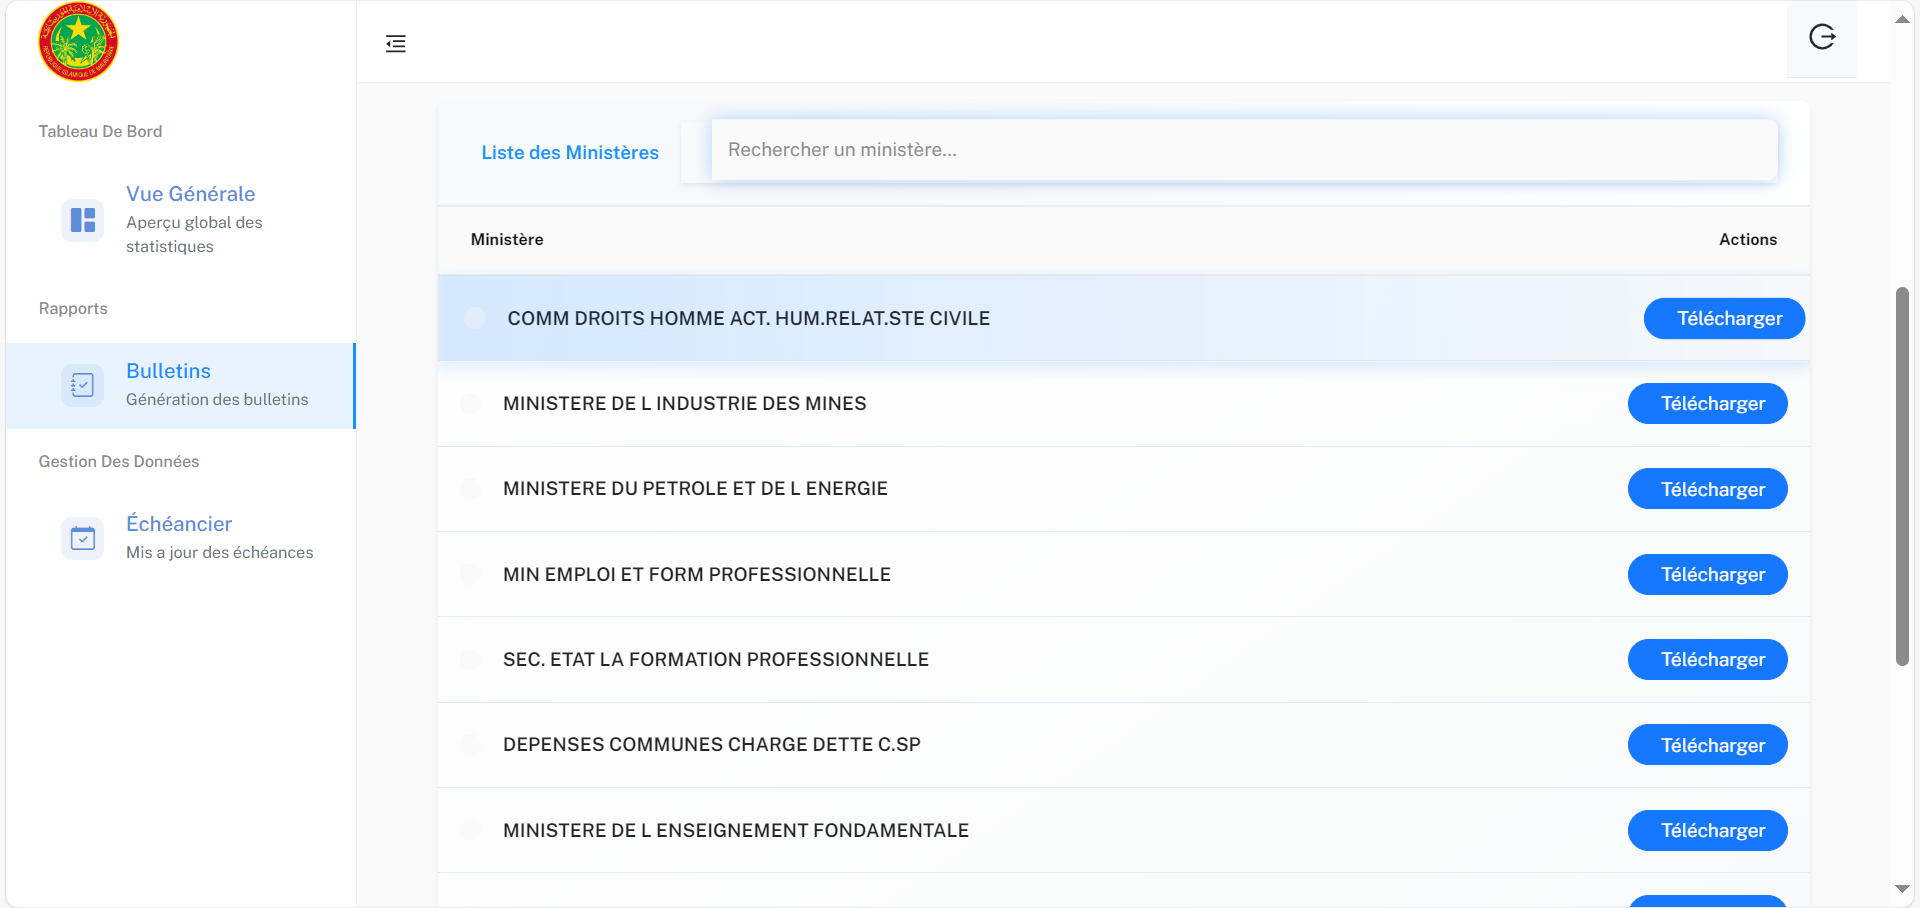 Tableau De Bord
Vue Générale
Aperçu global des
statistiques
Rapports
Bulletins
Génération des bulletins
Gestion Des Données
Échéancier
Mis a jour des échéances
Liste des Ministères
Rechercher un ministère...
Ministère Actions
COMM DROITS HOMME ACT. HUM.RELAT.STE CIVILE Télécharger
MINISTERE DE L INDUSTRIE DES MINES Télécharger
MINISTERE DU PETROLE ET DE L ENERGIE Télécharger
MIN EMPLOI ET FORM PROFESSIONNELLE Télécharger
SEC. ETAT LA FORMATION PROFESSIONNELLE Télécharger
DEPENSES COMMUNES CHARGE DETTE C.SP Télécharger
MINISTERE DE L ENSEIGNEMENT FONDAMENTALE Télécharger